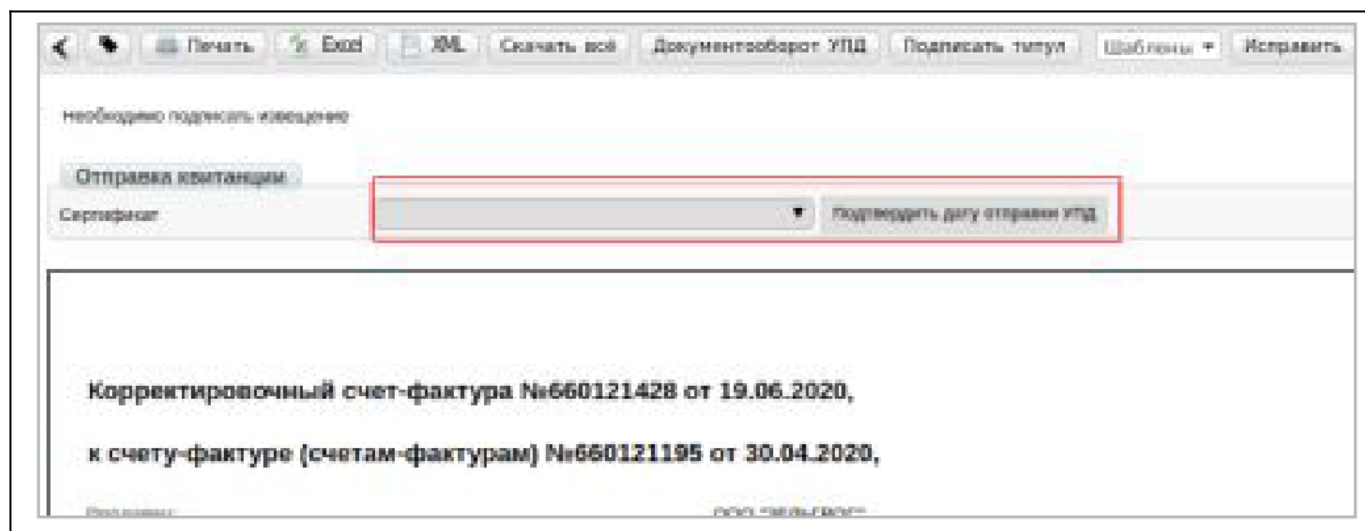 Печать Excel XML Скачать всё Документооборот УПД Подписать титул Шаблоны Исправить
Необходимо подписать извещение
Отправка квитанции
Сертификат Подтвердить дату отправки УПД
Корректировочный счет-фактура №660121428 от 19.06.2020,
к счету-фактуре (счетам-фактурам) №660121195 от 30.04.2020,
ООО